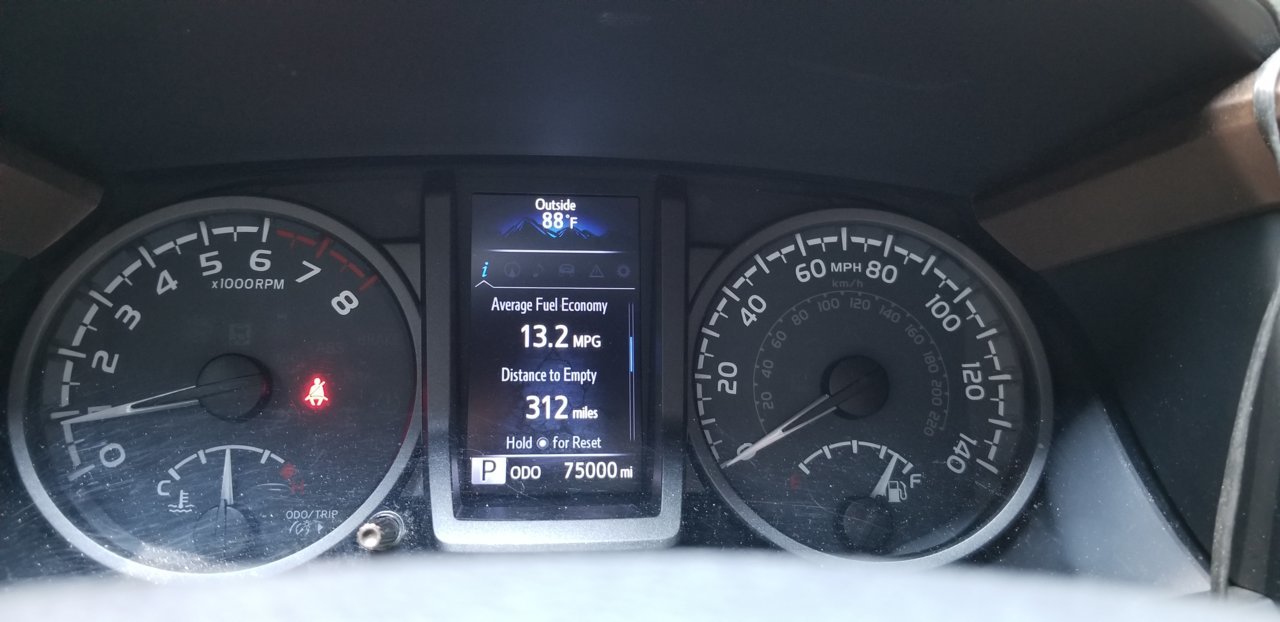 0
1
2
3
4
5
6
7
8
x1000RPM
C
H
ODO/TRIP
Outside
88°F
i
Average Fuel Economy
13.2 MPG
Distance to Empty
312 miles
Hold for Reset
P ODO 75000 mi
0
20
40
60 MPH 80
100
120
140
km/h
20
40
60
80
100
120
140
160
180
200
220
F